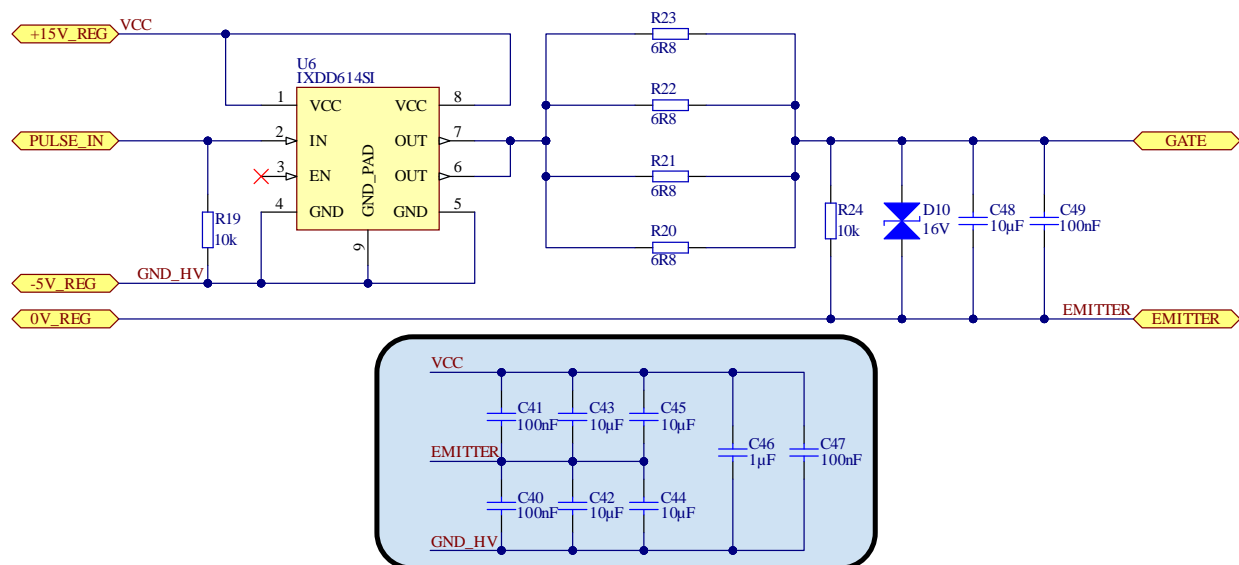 +15V_REG
VCC
R23
6R8
U6
IXDD614SI
1
VCC
VCC
8
R22
6R8
PULSE_IN
2
IN
OUT
7
GATE
3
EN
GND_PAD
OUT
6
R21
6R8
4
GND
GND
5
9
R19
10k
R24
10k
D10
16V
C48
10µF
C49
100nF
R20
6R8
-5V_REG
GND_HV
0V_REG
EMITTER
EMITTER
VCC
C41
100nF
C43
10µF
C45
10µF
EMITTER
C46
1µF
C47
100nF
C40
100nF
C42
10µF
C44
10µF
GND_HV